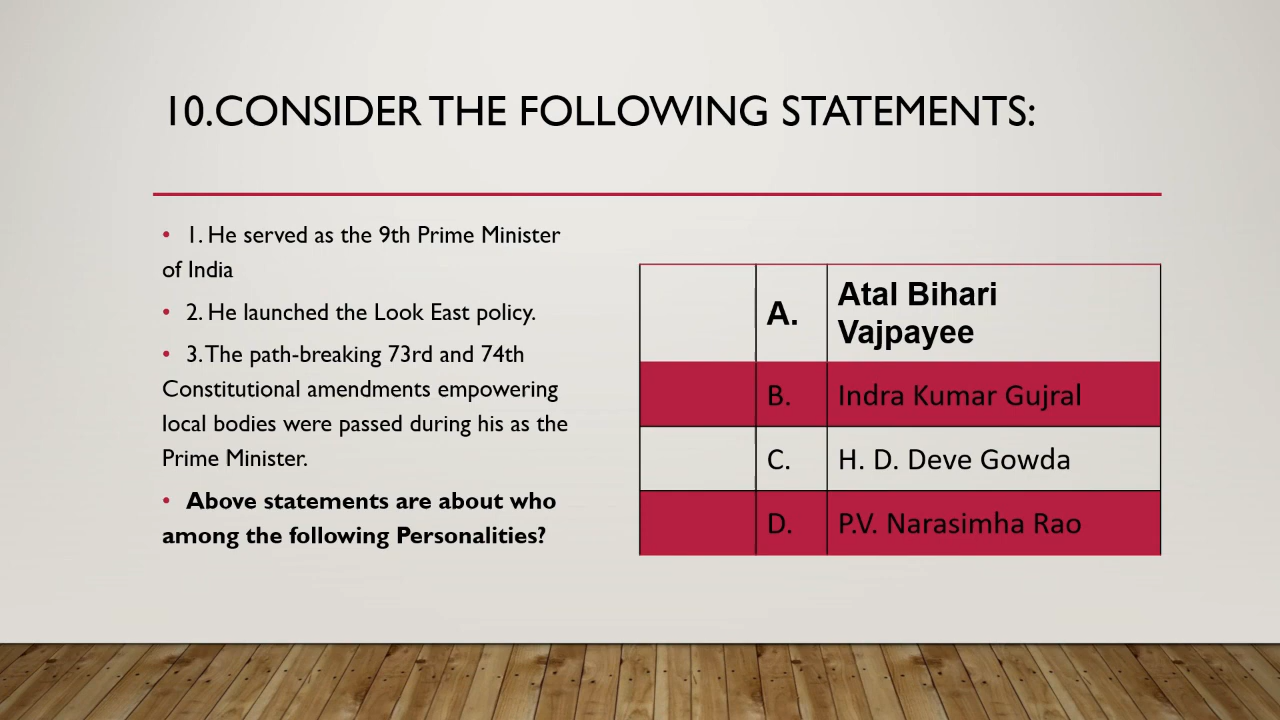 10.CONSIDER THE FOLLOWING STATEMENTS:
• 1. He served as the 9th Prime Minister
of India
• 2. He launched the Look East policy.
• 3. The path-breaking 73rd and 74th
Constitutional amendments empowering
local bodies were passed during his as the
Prime Minister.
• Above statements are about who
among the following Personalities?
A. Atal Bihari
Vajpayee
B. Indra Kumar Gujral
C. H. D. Deve Gowda
D. P.V. Narasimha Rao